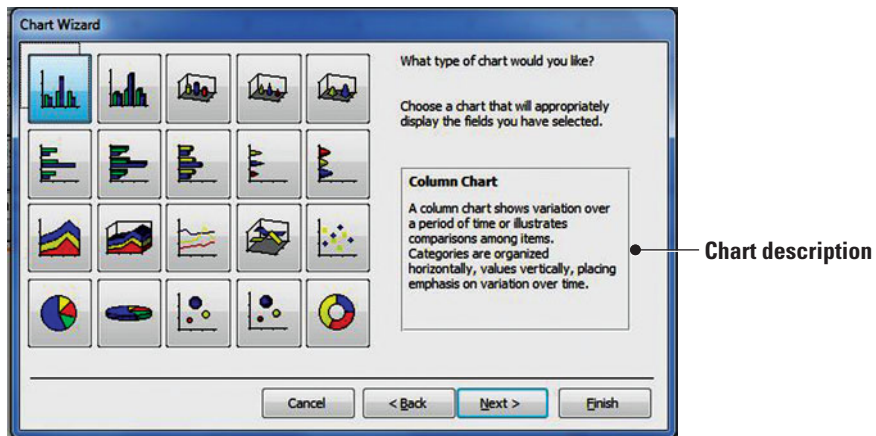 Chart Wizard
What type of chart would you like?
Choose a chart that will appropriately
display the fields you have selected.
Column Chart
A column chart shows variation over
a period of time or illustrates
comparisons among items.
Categories are organized
horizontally, values vertically, placing
emphasis on variation over time.
Chart description
Cancel
< Back
Next >
Finish